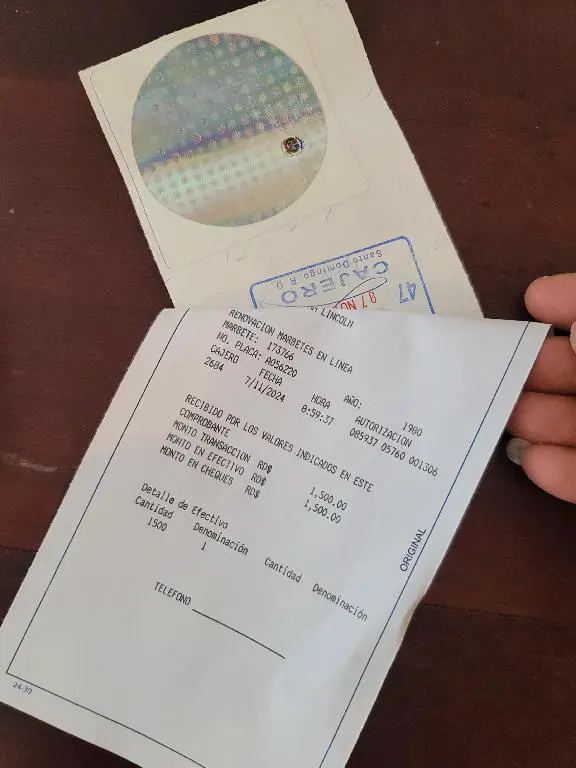 47
07 NOV
CAJERO
Santo Domingo, R. D.
LINCOLN
RENOVACION MARBETES EN LINEA
MARBETE: 173766 AÑO: 1980
NO. PLACA: A056220
CAJERO FECHA HORA AUTORIZACIÓN
2684 7/11/2024 8:59:37 085937 05760 001306
RECIBIDO POR LOS VALORES INDICADOS EN ESTE
COMPROBANTE
MONTO TRANSACCION RD$ 1,500.00
MONTO EN EFECTIVO RD$ 1,500.00
MONTO EN CHEQUES RD$
Detalle de Efectivo
Cantidad Denominación Cantidad Denominación
1500 1
TELEFONO
ORIGINAL
24-30